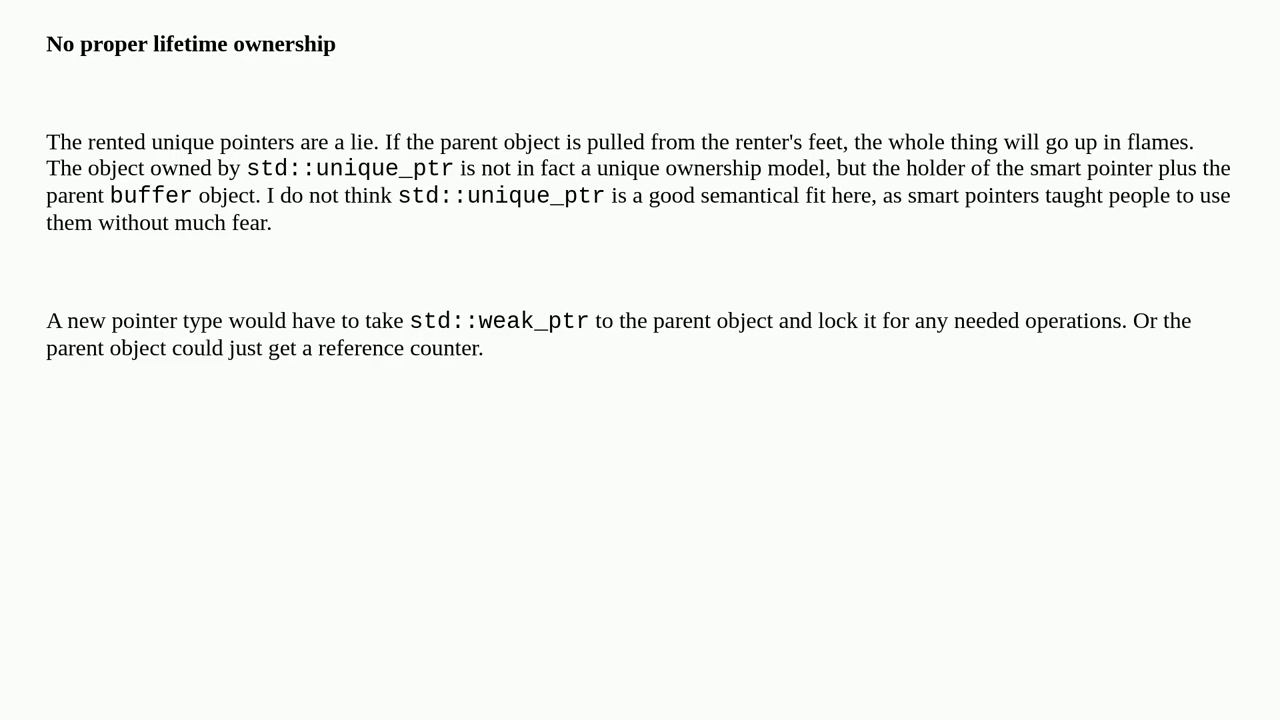 No proper lifetime ownership
The rented unique pointers are a lie. If the parent object is pulled from the renter's feet, the whole thing will go up in flames.
The object owned by std::unique_ptr is not in fact a unique ownership model, but the holder of the smart pointer plus the
parent buffer object. I do not think std::unique_ptr is a good semantical fit here, as smart pointers taught people to use
them without much fear.
A new pointer type would have to take std::weak_ptr to the parent object and lock it for any needed operations. Or the
parent object could just get a reference counter.